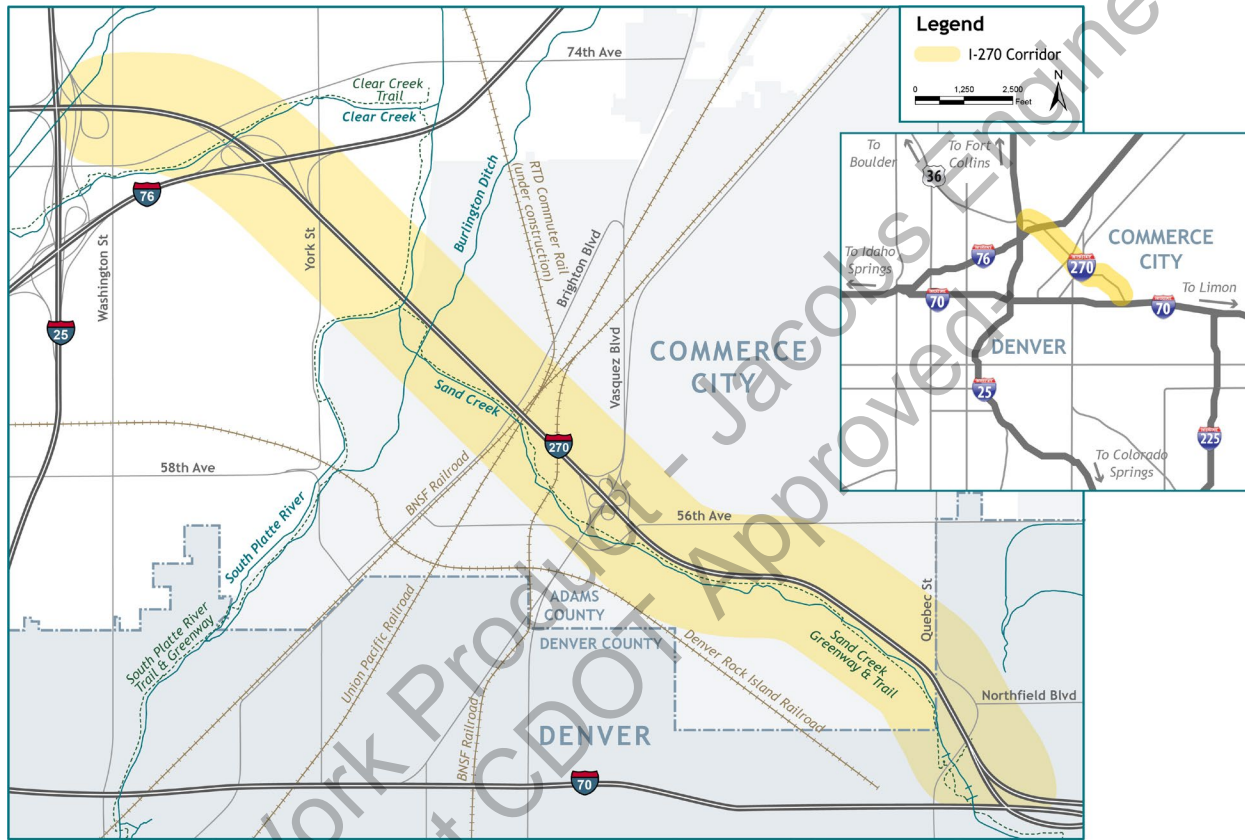 Legend
I-270 Corridor
0 1,250 2,500
Feet
N
74th Ave
Clear Creek
Trail
Clear Creek
76
Washington St
York St
25
Burlington Ditch
RTD Commuter Rail
(under construction)
Brighton Blvd
Vasquez Blvd
COMMERCE
CITY
Sand Creek
270
58th Ave
BNSF Railroad
56th Ave
South Platte River
South Platte River
Trail & Greenway
Union Pacific Railroad
ADAMS
COUNTY
DENVER COUNTY
Denver Rock Island Railroad
Sand Creek
Greenway & Trail
Quebec St
Northfield Blvd
DENVER
BNSF Railroad
70
To
Boulder
To Fort
Collins
36
COMMERCE
CITY
To Idaho
Springs
76
270
70
To Limon
70
DENVER
25
225
To Colorado
Springs
Work Product - Jacobs Engine
t CDOT Approved-